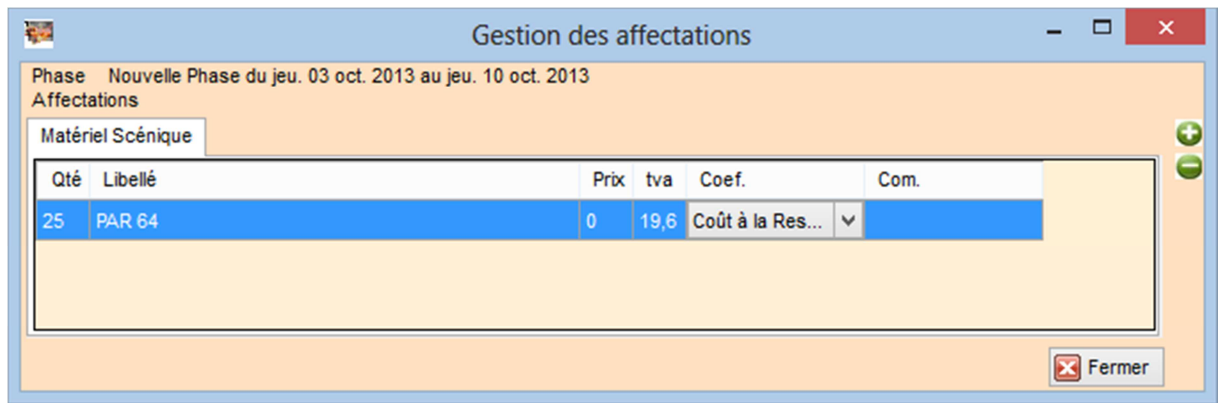 Gestion des affectations
Phase Nouvelle Phase du jeu. 03 oct. 2013 au jeu. 10 oct. 2013
Affectations
Matériel Scénique
Qté Libellé Prix tva Coef. Com.
25 PAR 64 0 19,6 Coût à la Res...
Fermer